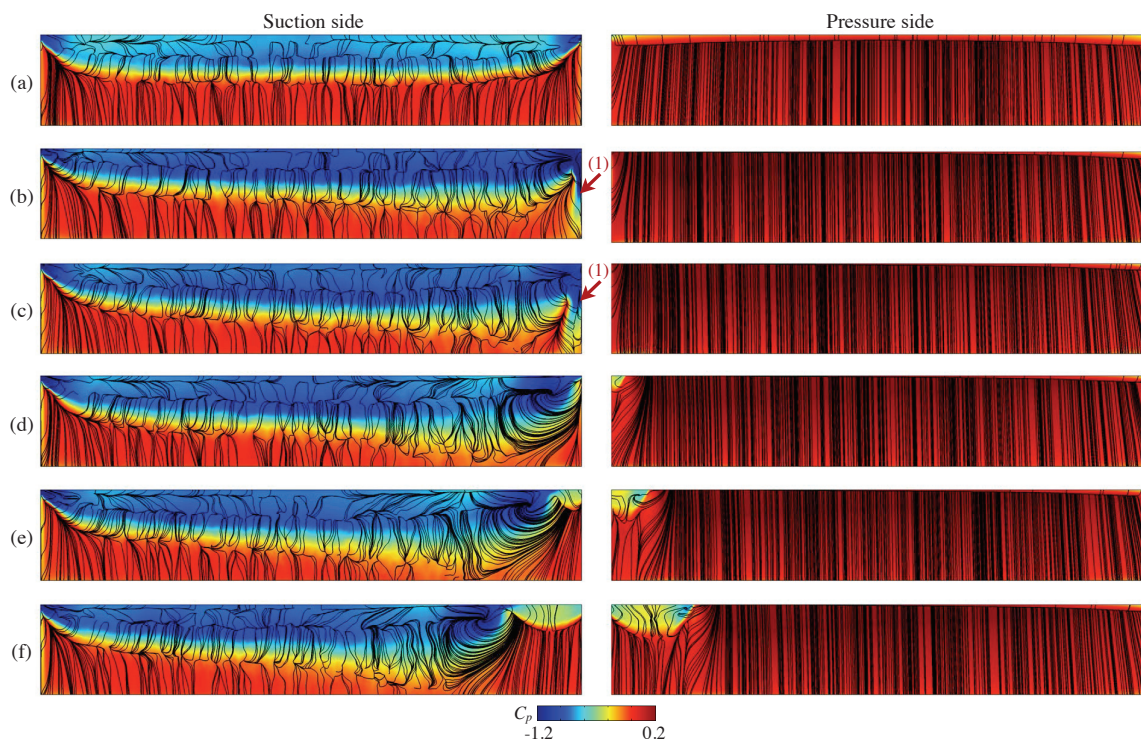 Suction side
Pressure side
(a)
(b)
(1)
(c)
(1)
(d)
(e)
(f)
Cp
-1.2
0.2